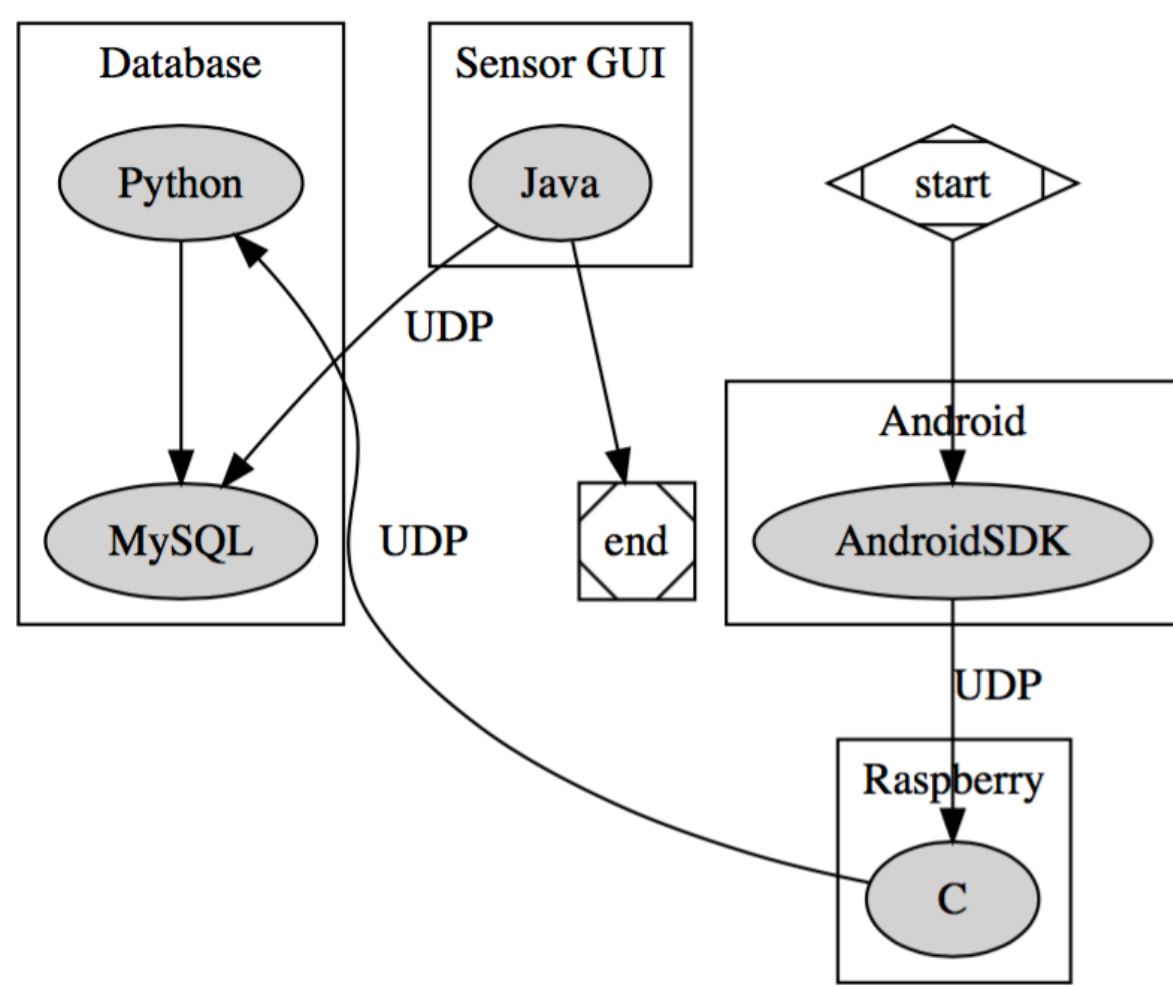 Database
Sensor GUI
Python
Java
start
UDP
Android
MySQL
UDP
end
AndroidSDK
UDP
Raspberry
C